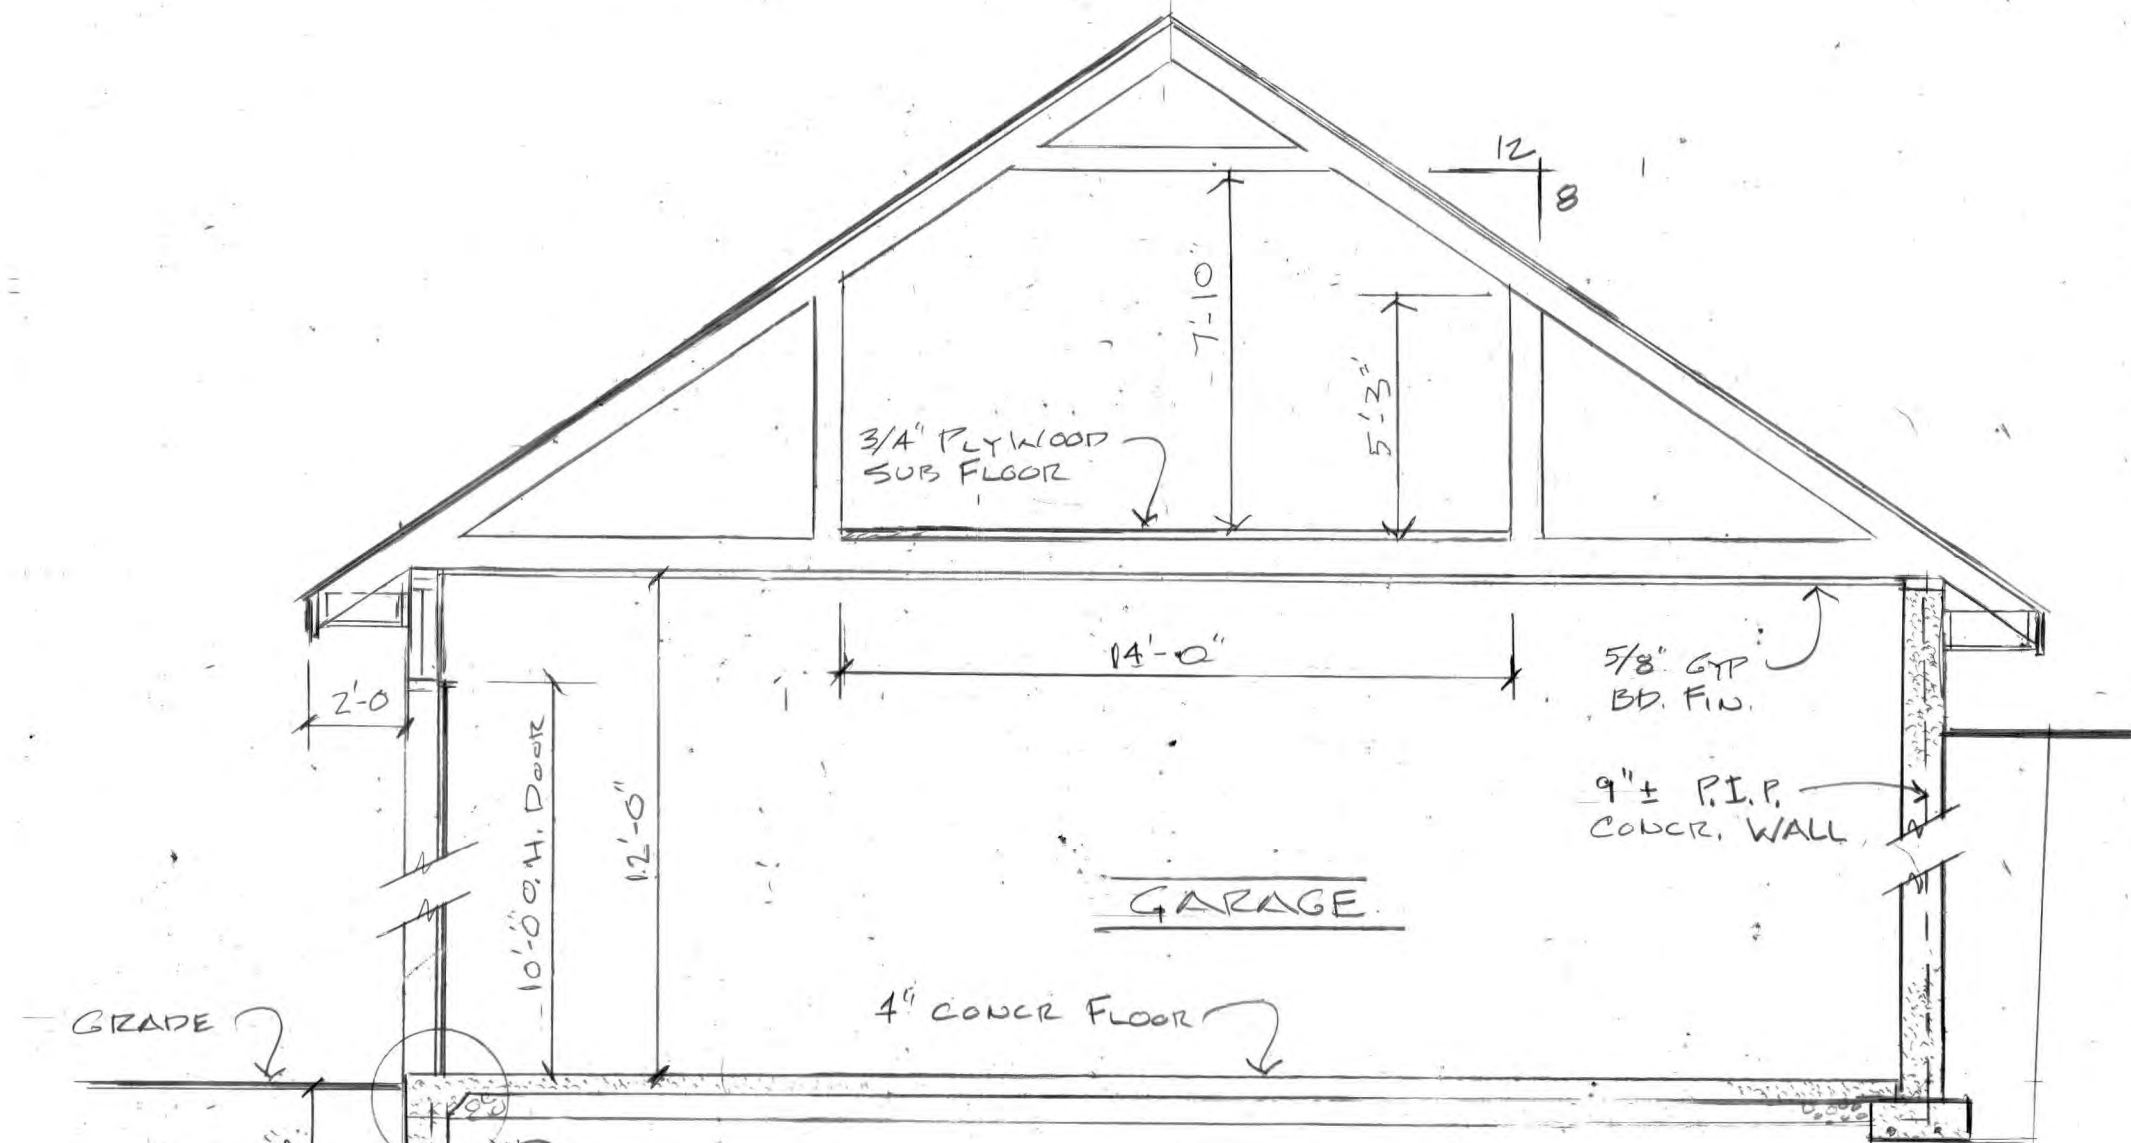 12
8
7'-10"
5'-3"
3/4" PLYWOOD
SUB FLOOR
14'-0"
5/8" GYP
BD. FIN.
2'-0
10'-0" O.H. DOOR
12'-0"
9"± P.I.P.
CONCR. WALL
GARAGE
4" CONCR FLOOR
GRADE